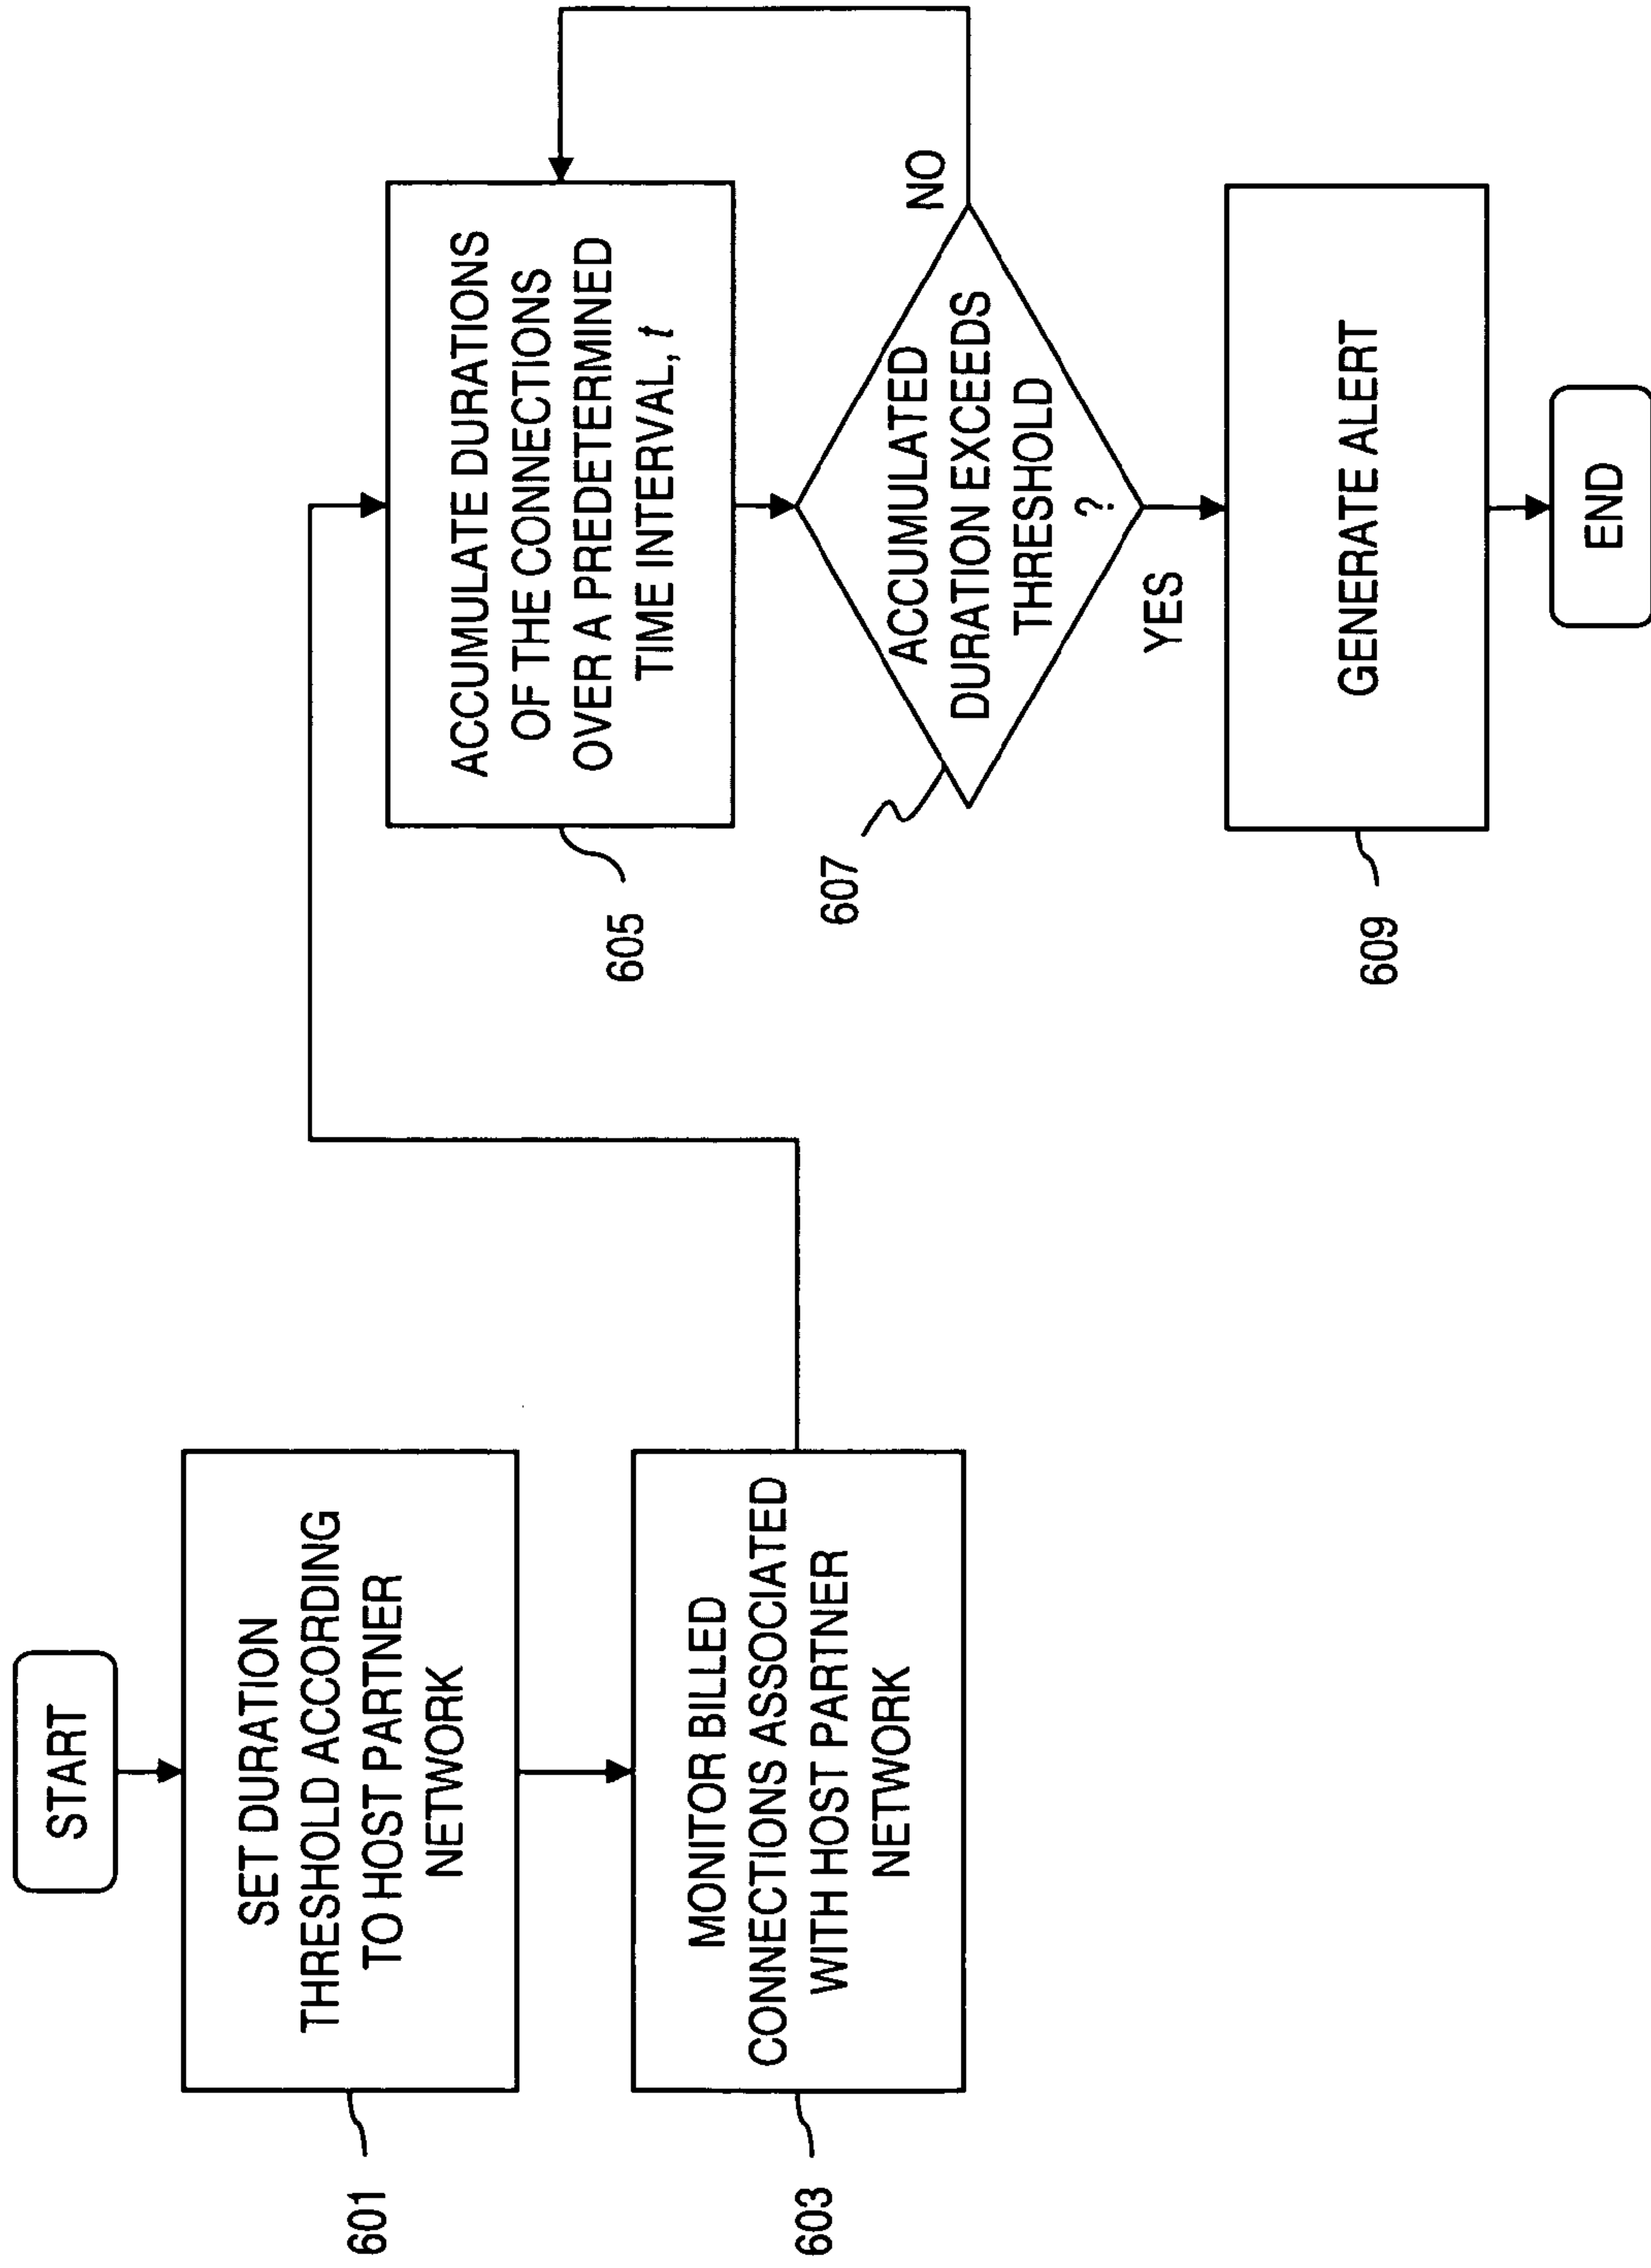 START
SET DURATION
THRESHOLD ACCORDING
TO HOST PARTNER
NETWORK
601
MONITOR BILLED
CONNECTIONS ASSOCIATED
WITH HOST PARTNER
NETWORK
603
ACCUMULATE DURATIONS
OF THE CONNECTIONS
OVER A PREDETERMINED
TIME INTERVAL, t
605
ACCUMULATED
DURATION EXCEEDS
THRESHOLD
?
607
NO
YES
GENERATE ALERT
609
END